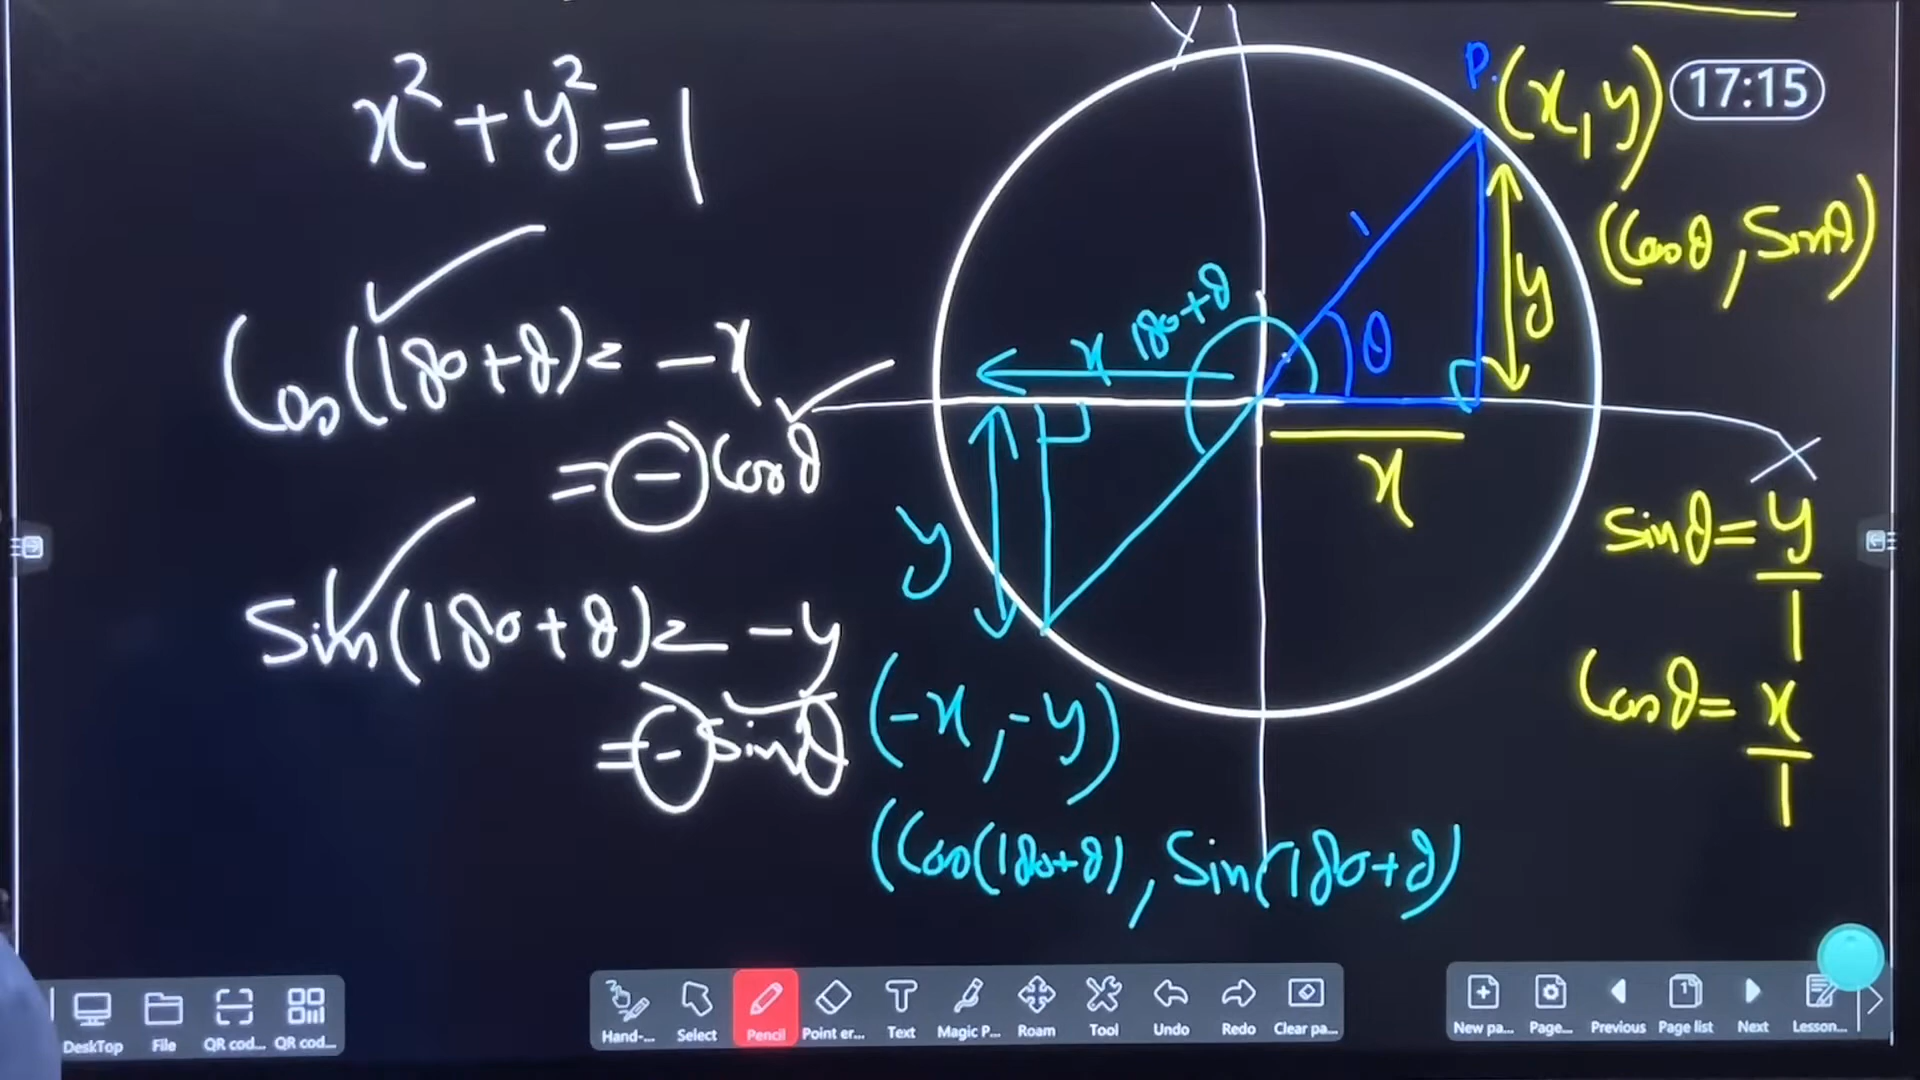 x² + y² = 1
Cos(180+θ) = -x
= - Cosθ
Sin(180+θ) = -y
= - sinθ
Y
P.
(x, y)
17:15
(Cosθ, Sinθ)
1
y
θ
180+θ
x
x
X
y
sinθ = y/1
Cosθ = x/1
(-x, -y)
(Cos(180+θ), Sin(180+θ)
DeskTop
File
QR cod...
QR cod...
Hand-...
Select
Pencil
Point er...
Text
Magic P...
Roam
Tool
Undo
Redo
Clear pa...
New pa...
Page...
Previous
Page list
Next
Lesson...